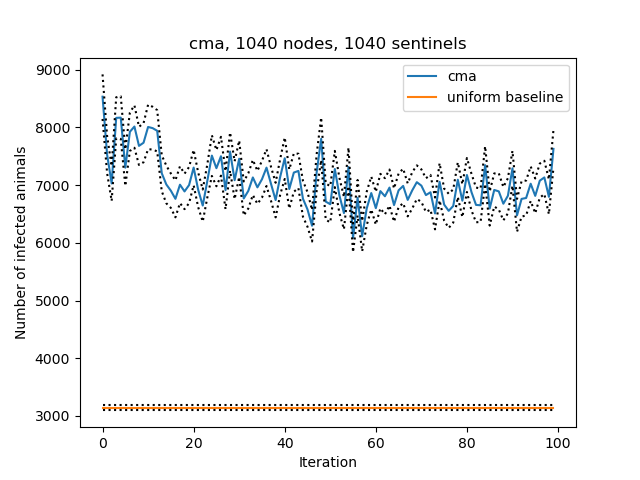 cma, 1040 nodes, 1040 sentinels
cma
uniform baseline
Number of infected animals
9000
8000
7000
6000
5000
4000
3000
0 20 40 60 80 100
Iteration